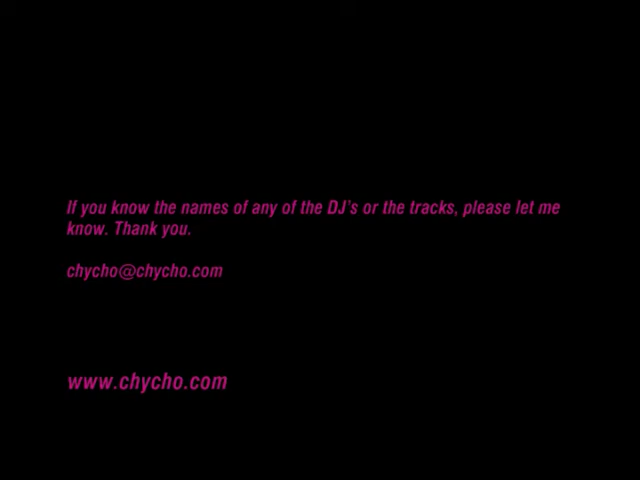 If you know the names of any of the DJ's or the tracks, please let me
know. Thank you.
chycho@chycho.com
www.chycho.com